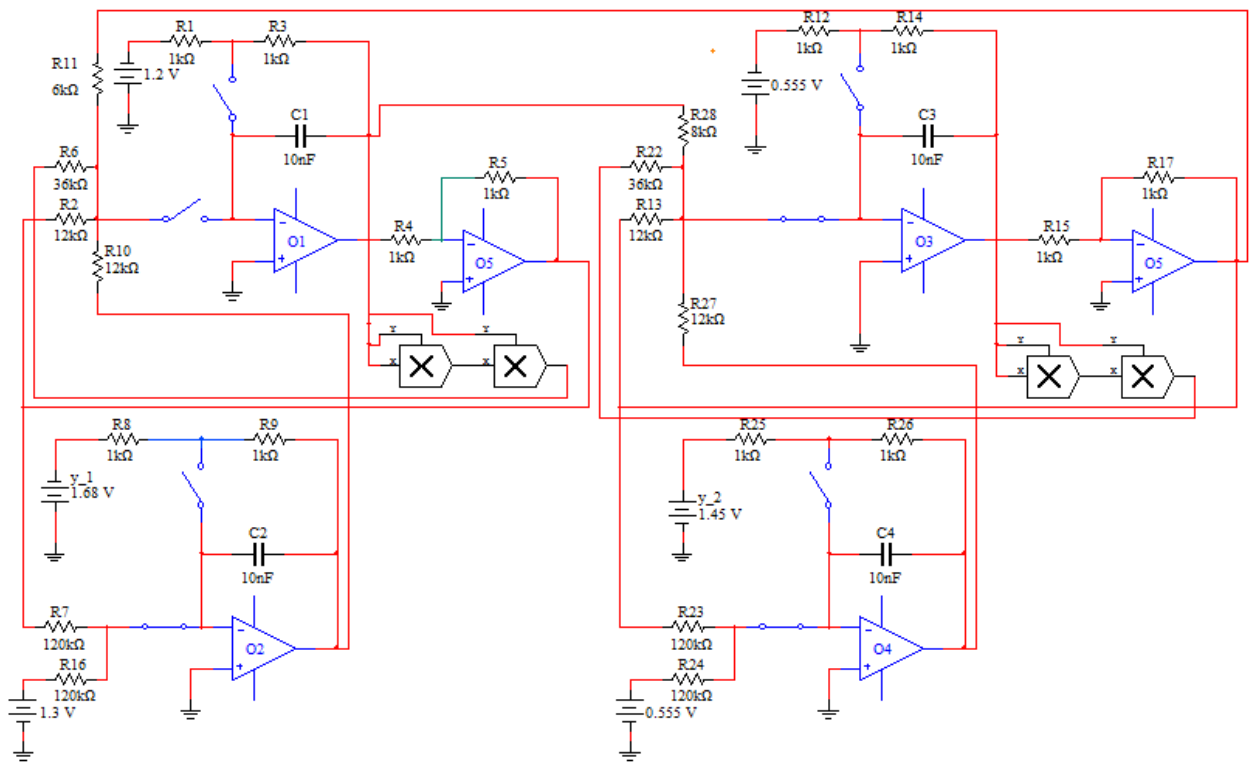 R1
1kΩ
R3
1kΩ
1.2 V
R11
6kΩ
C1
10nF
R6
36kΩ
R2
12kΩ
R10
12kΩ
O1
R4
1kΩ
R5
1kΩ
O5
Y
X
Y
X
R12
1kΩ
R14
1kΩ
0.555 V
R28
8kΩ
C3
10nF
R22
36kΩ
R13
12kΩ
R27
12kΩ
O3
R15
1kΩ
R17
1kΩ
O5
Y
X
Y
X
R8
1kΩ
R9
1kΩ
y_1
1.68 V
C2
10nF
R7
120kΩ
R16
120kΩ
1.3 V
O2
R25
1kΩ
R26
1kΩ
y_2
1.45 V
C4
10nF
R23
120kΩ
R24
120kΩ
0.555 V
O4